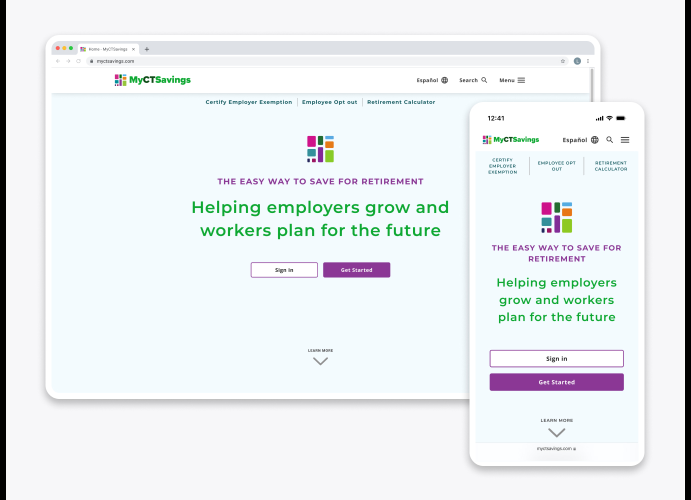 Home - MyCTSavings
myctsavings.com
MyCTSavings
Español
Search
Menu
Certify Employer Exemption
Employee Opt out
Retirement Calculator
THE EASY WAY TO SAVE FOR RETIREMENT
Helping employers grow and
workers plan for the future
Sign in
Get Started
LEARN MORE
12:41
MyCTSavings
Español
CERTIFY
EMPLOYER
EXEMPTION
EMPLOYEE OPT
OUT
RETIREMENT
CALCULATOR
THE EASY WAY TO SAVE FOR
RETIREMENT
Helping employers
grow and workers
plan for the future
Sign in
Get Started
LEARN MORE
myctsavings.com